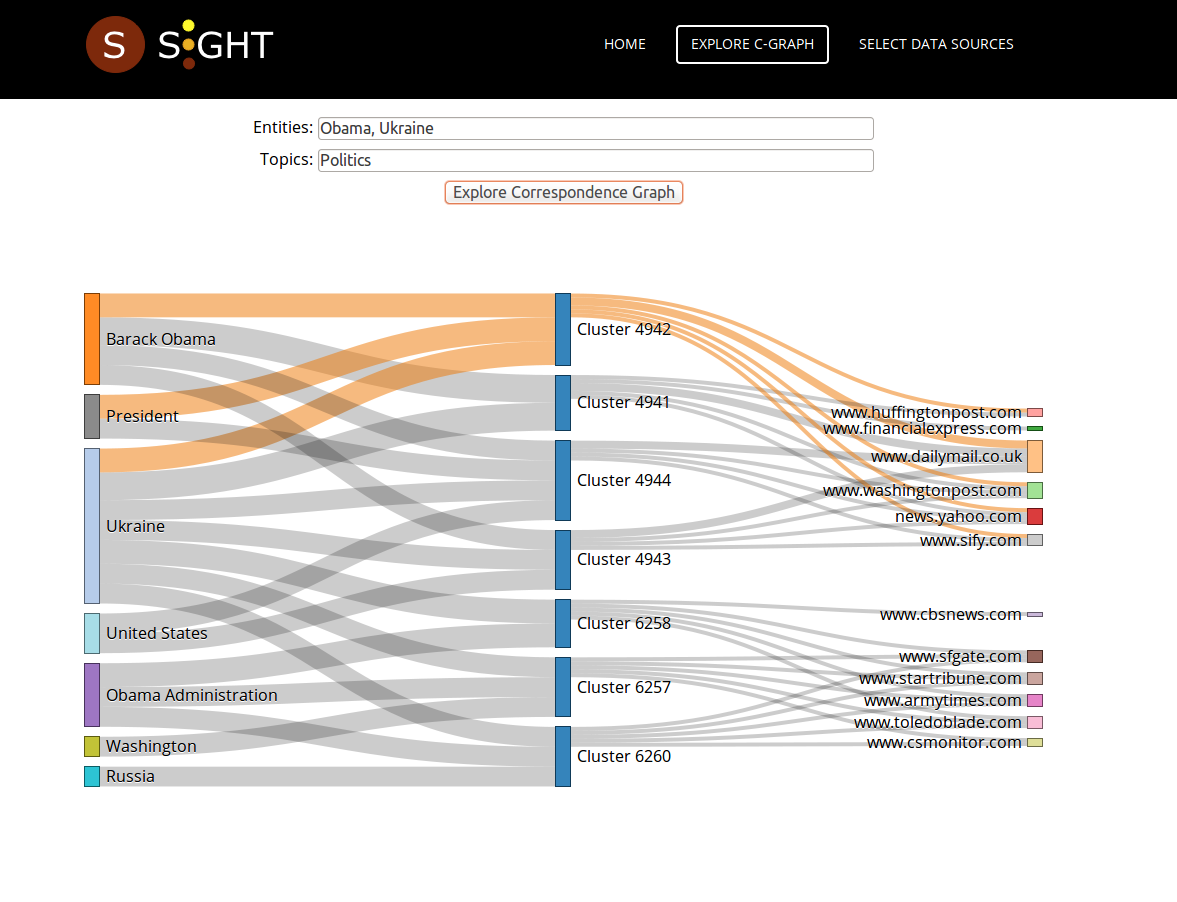 S S GHT
HOME EXPLORE C-GRAPH SELECT DATA SOURCES
Entities: Obama, Ukraine
Topics: Politics
Explore Correspondence Graph
Barack Obama
President
Ukraine
United States
Obama Administration
Washington
Russia
Cluster 4942
Cluster 4941
Cluster 4944
Cluster 4943
Cluster 6258
Cluster 6257
Cluster 6260
www.huffingtonpost.com
www.financialexpress.com
www.dailymail.co.uk
www.washingtonpost.com
news.yahoo.com
www.sify.com
www.cbsnews.com
www.sfgate.com
www.startribune.com
www.armytimes.com
www.toledoblade.com
www.csmonitor.com